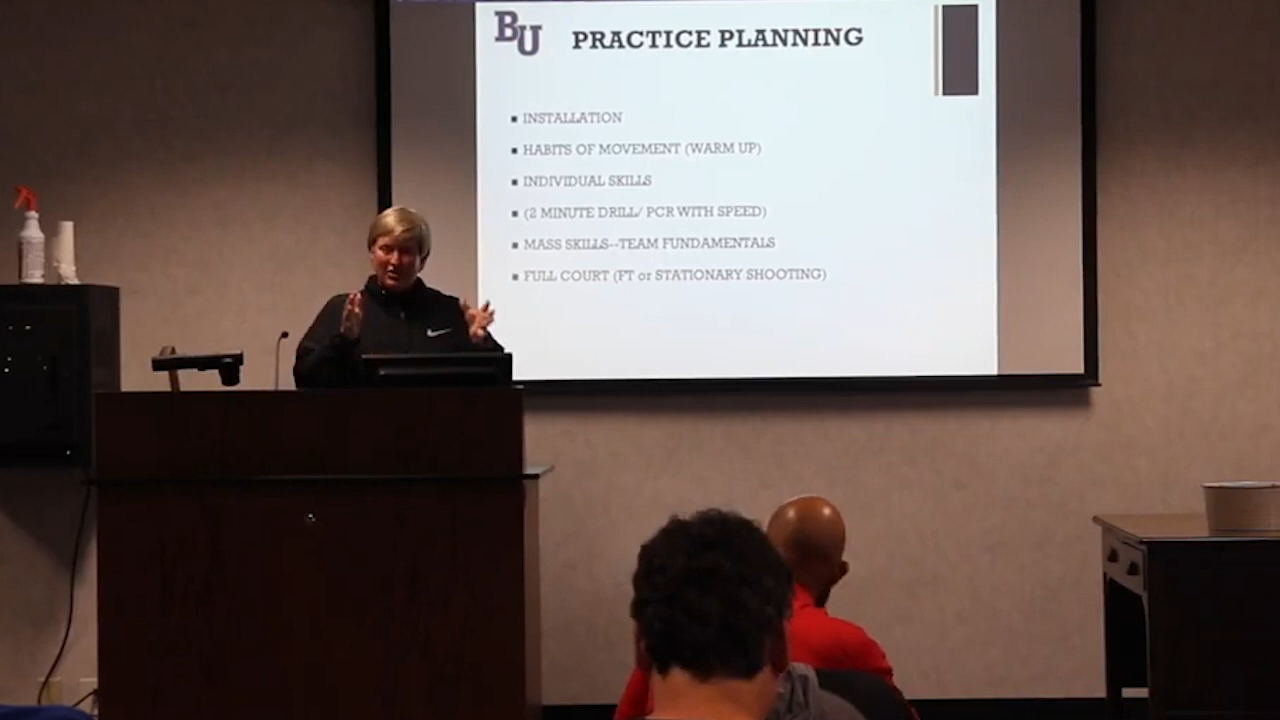 BU
PRACTICE PLANNING
INSTALLATION
HABITS OF MOVEMENT (WARM UP)
INDIVIDUAL SKILLS
(2 MINUTE DRILL/ PCR WITH SPEED)
MASS SKILLS--TEAM FUNDAMENTALS
FULL COURT (FT or STATIONARY SHOOTING)